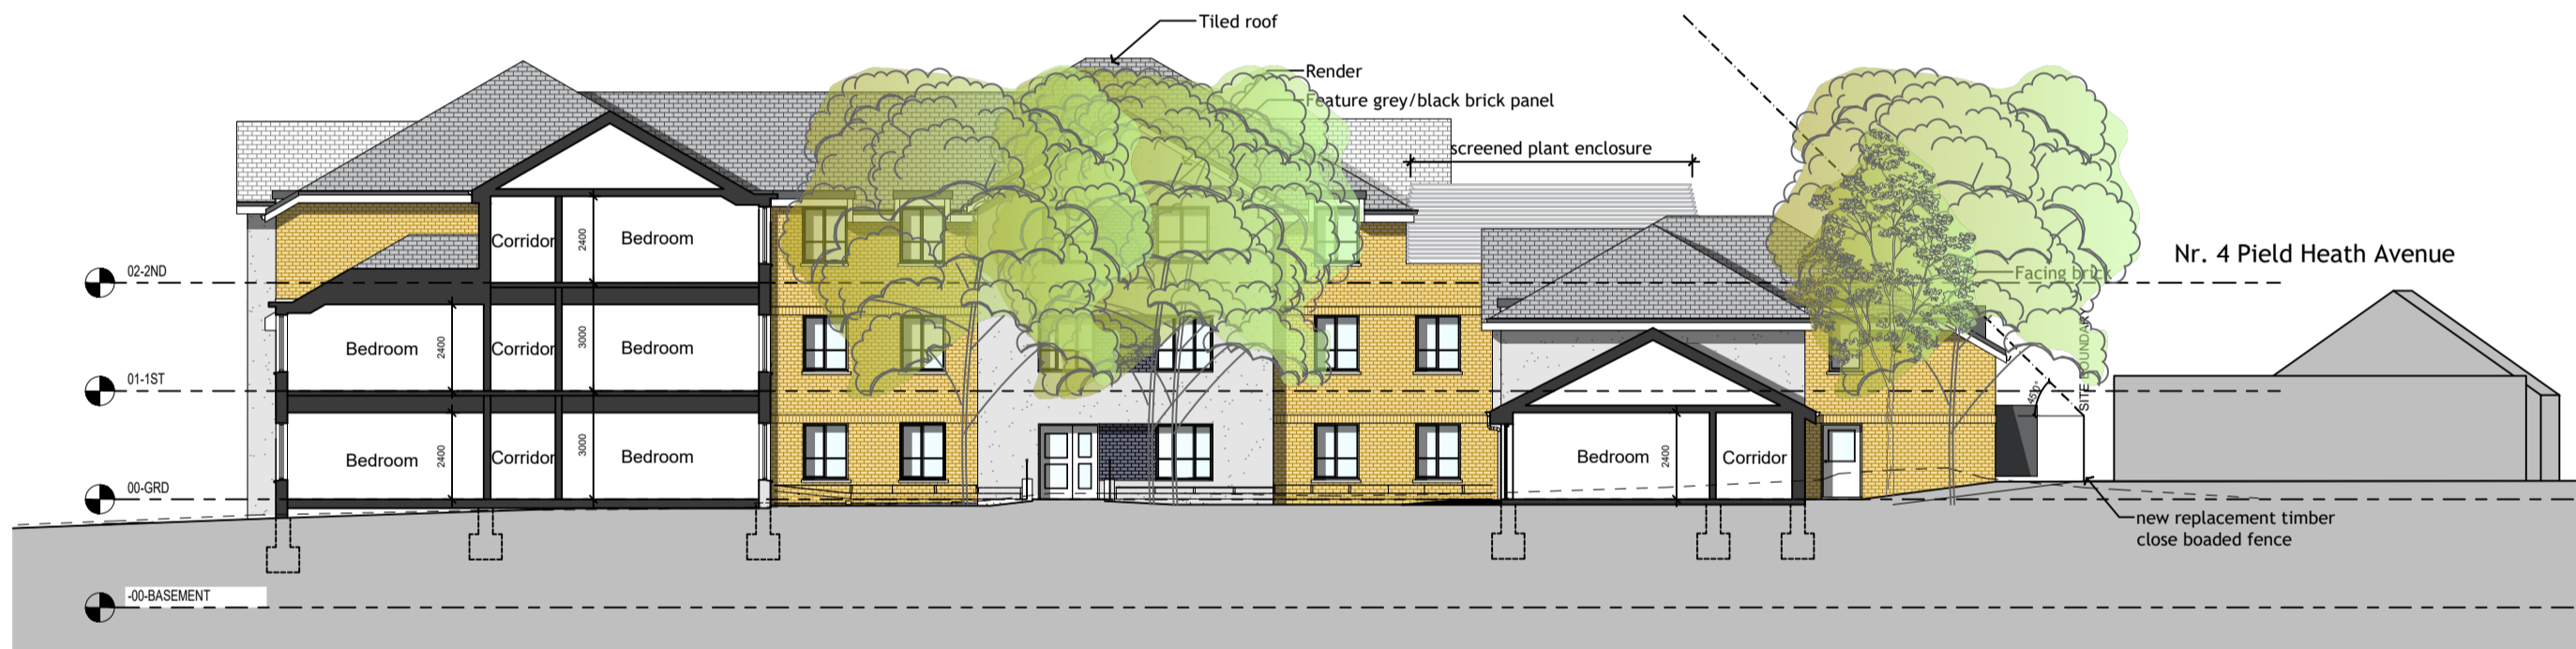 Tiled roof
Render
Feature grey/black brick panel
screened plant enclosure
Nr. 4 Pield Heath Avenue
Facing brick
02-2ND
Corridor
2400
Bedroom
SITE BOUNDARY
Bedroom
2400
Corridor
3000
Bedroom
01-1ST
45.0°
Bedroom
2400
Corridor
3000
Bedroom
Bedroom
2400
Corridor
00-GRD
new replacement timber
close boaded fence
-00-BASEMENT